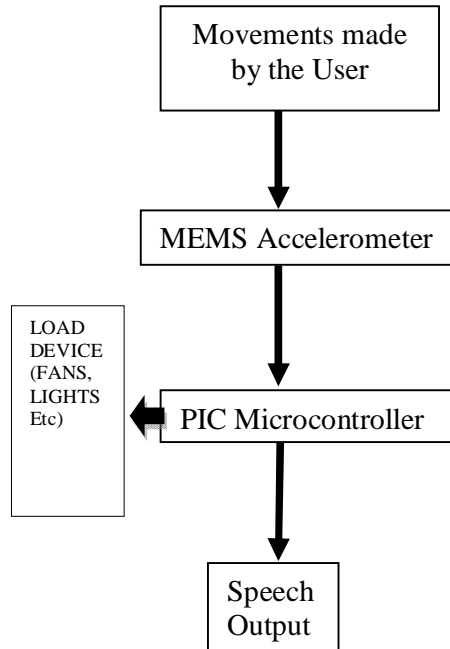 Movements made
by the User
MEMS Accelerometer
LOAD
DEVICE
(FANS,
LIGHTS
Etc)
PIC Microcontroller
Speech
Output